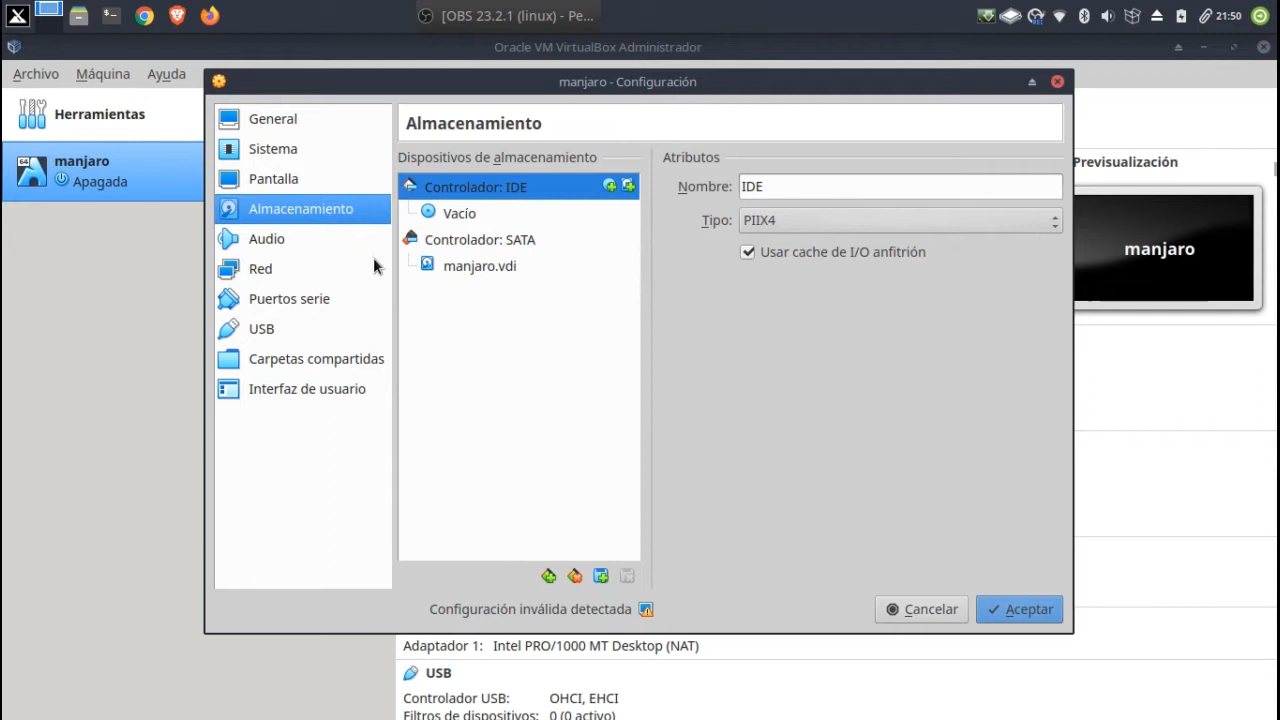 [OBS 23.2.1 (linux) - Pe...
21:50
Oracle VM VirtualBox Administrador
Archivo Máquina Ayuda
manjaro - Configuración
Herramientas
64
manjaro
Apagada
General
Sistema
Pantalla
Almacenamiento
Audio
Red
Puertos serie
USB
Carpetas compartidas
Interfaz de usuario
Almacenamiento
Dispositivos de almacenamiento
Controlador: IDE
Vacío
Controlador: SATA
manjaro.vdi
Atributos
Nombre: IDE
Tipo: PIIX4
Usar cache de I/O anfitrión
Previsualización
manjaro
Configuración inválida detectada
Cancelar
Aceptar
Adaptador 1: Intel PRO/1000 MT Desktop (NAT)
USB
Controlador USB: OHCI, EHCI
Filtros de dispositivos: 0 (0 activo)